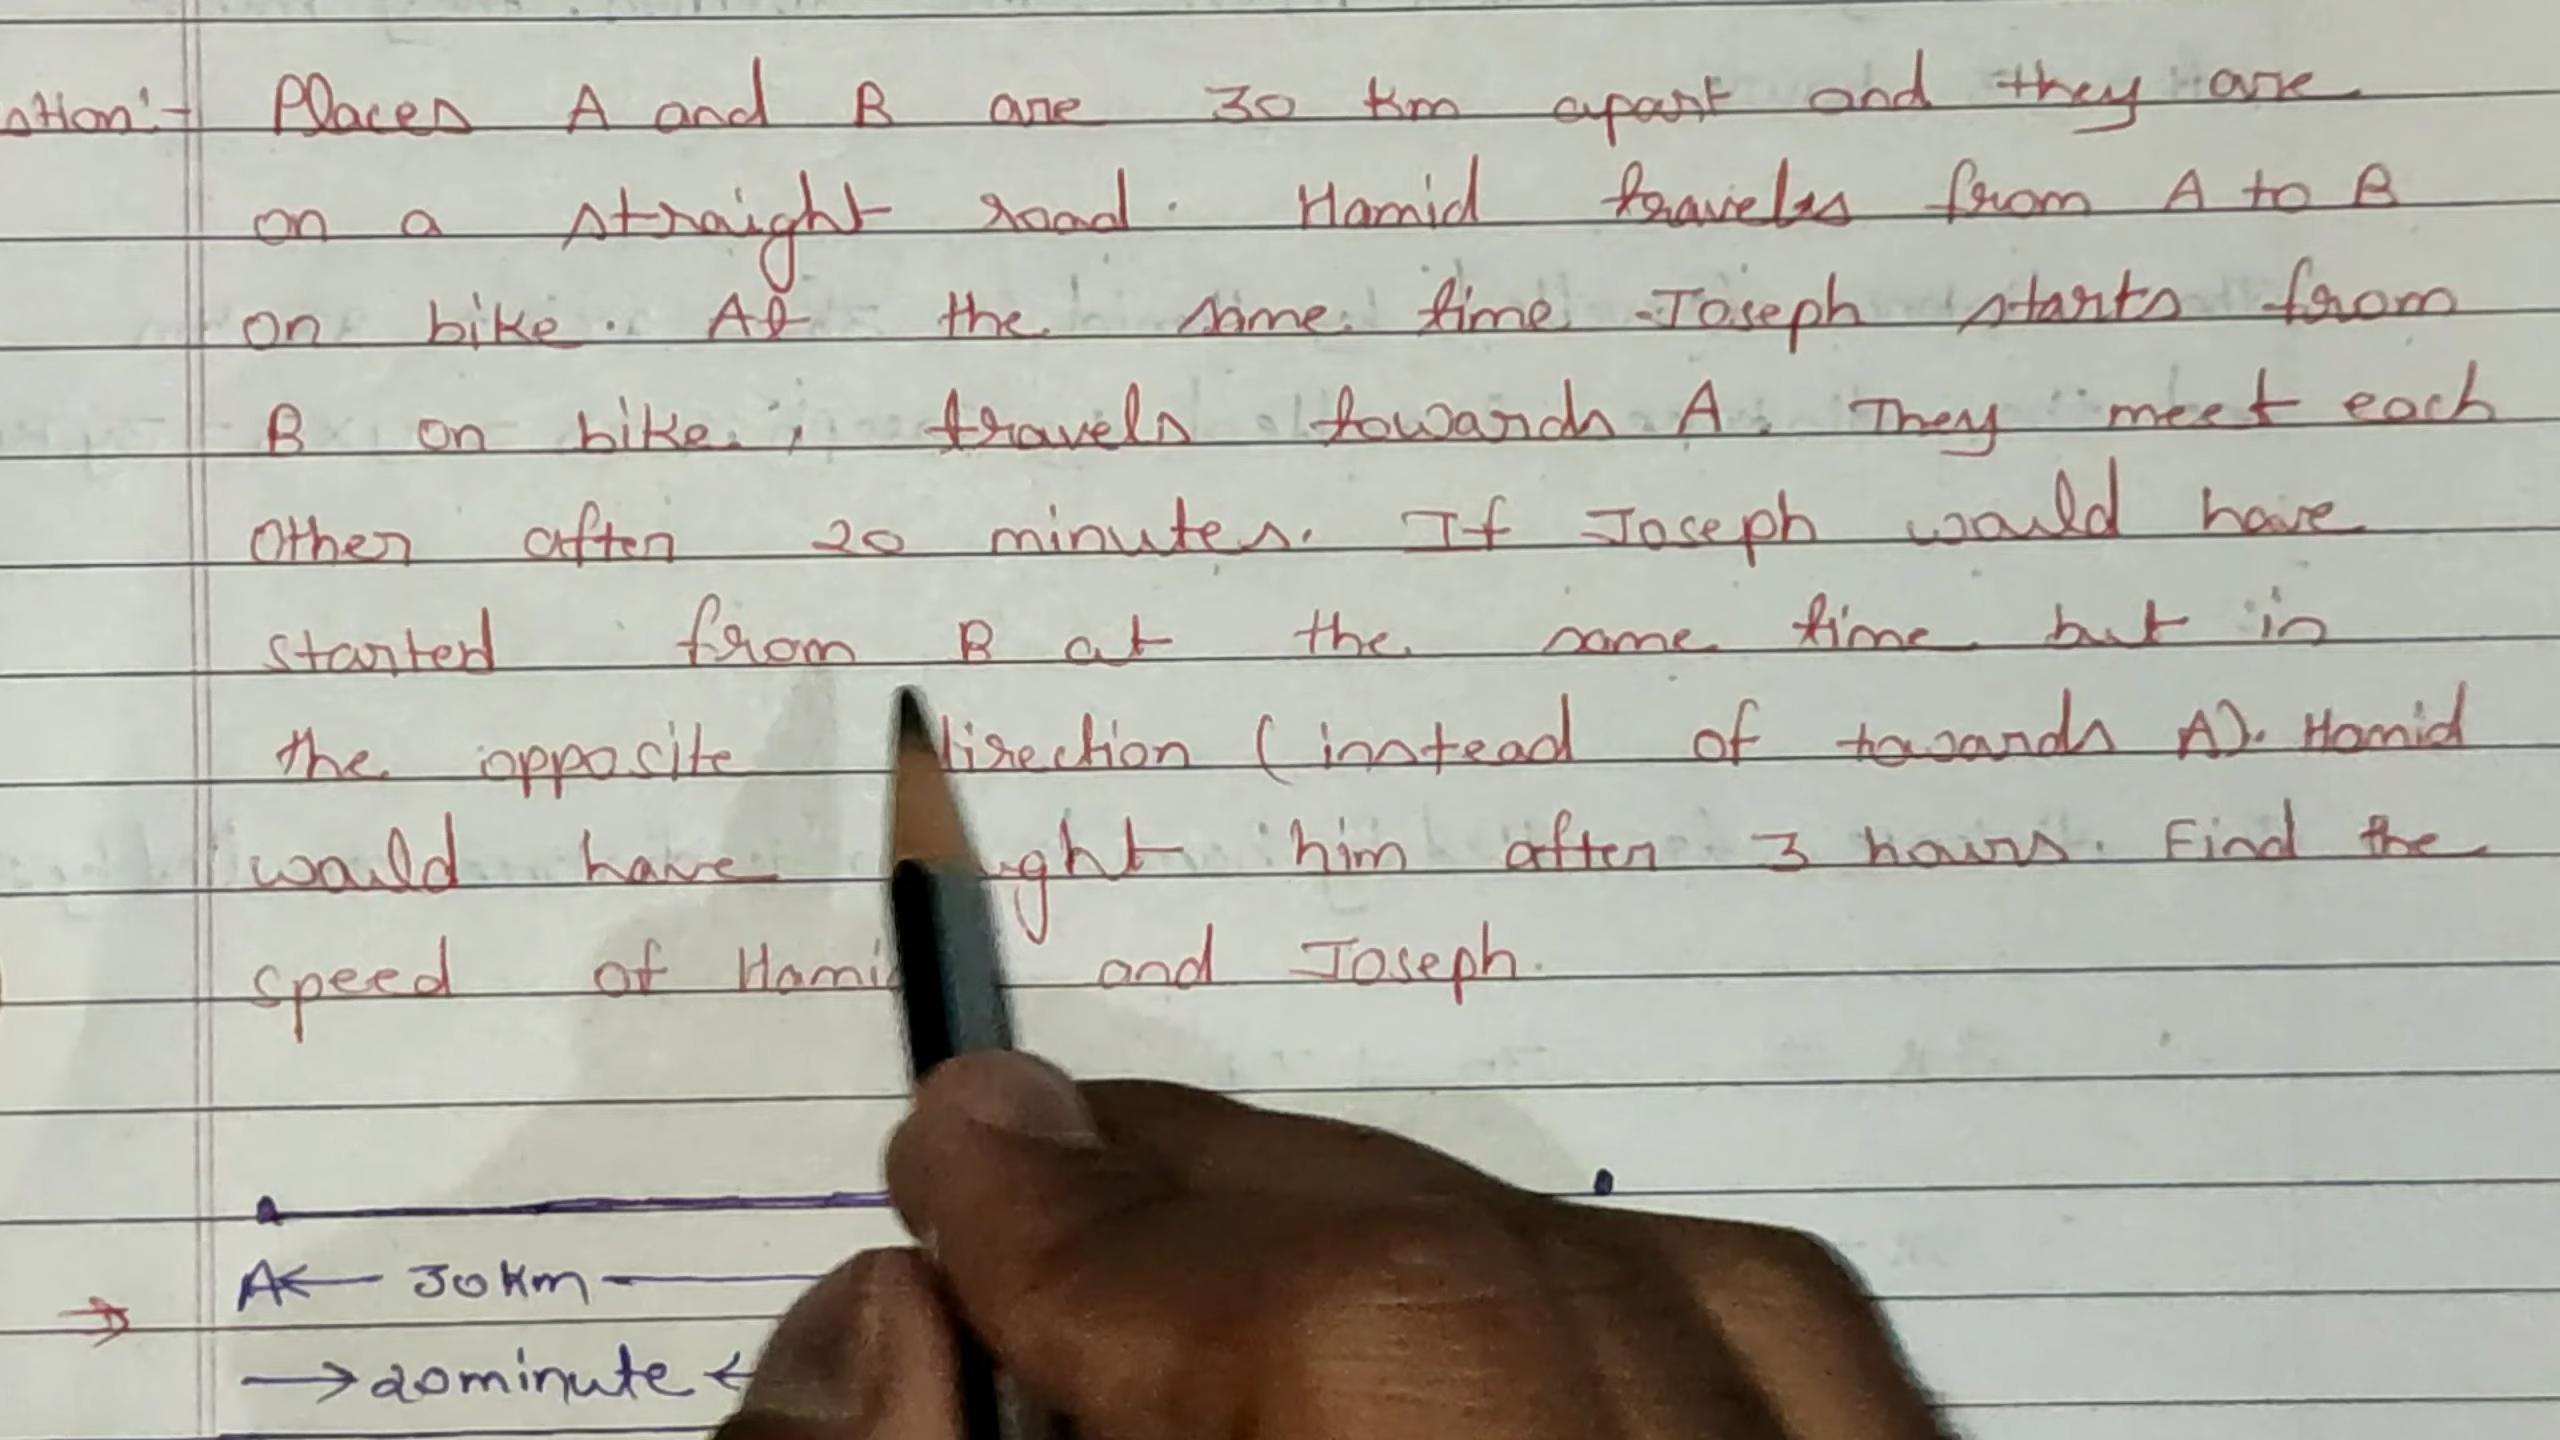 Places A and B are 30 km apart and they are
on a straight road. Hamid travels from A to B
on bike. At the same time Joseph starts from
B on bike, travels towards A. They meet each
other after 20 minutes. If Joseph would have
started from B at the same time but in
the opposite direction (instead of towards A). Hamid
would have him after 3 hours. Find the
speed of Hamid and Joseph.
A← 30 km
→ 20 minute ←